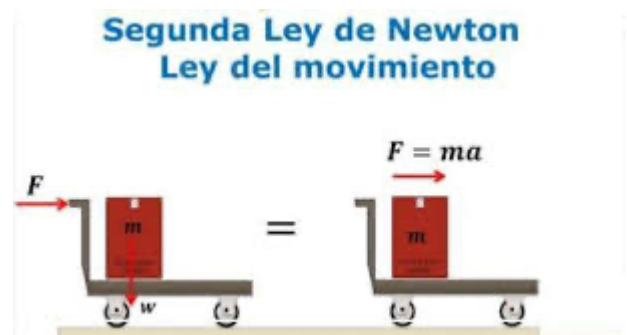 Segunda Ley de Newton
Ley del movimiento
F = ma
F
m
=
m
w